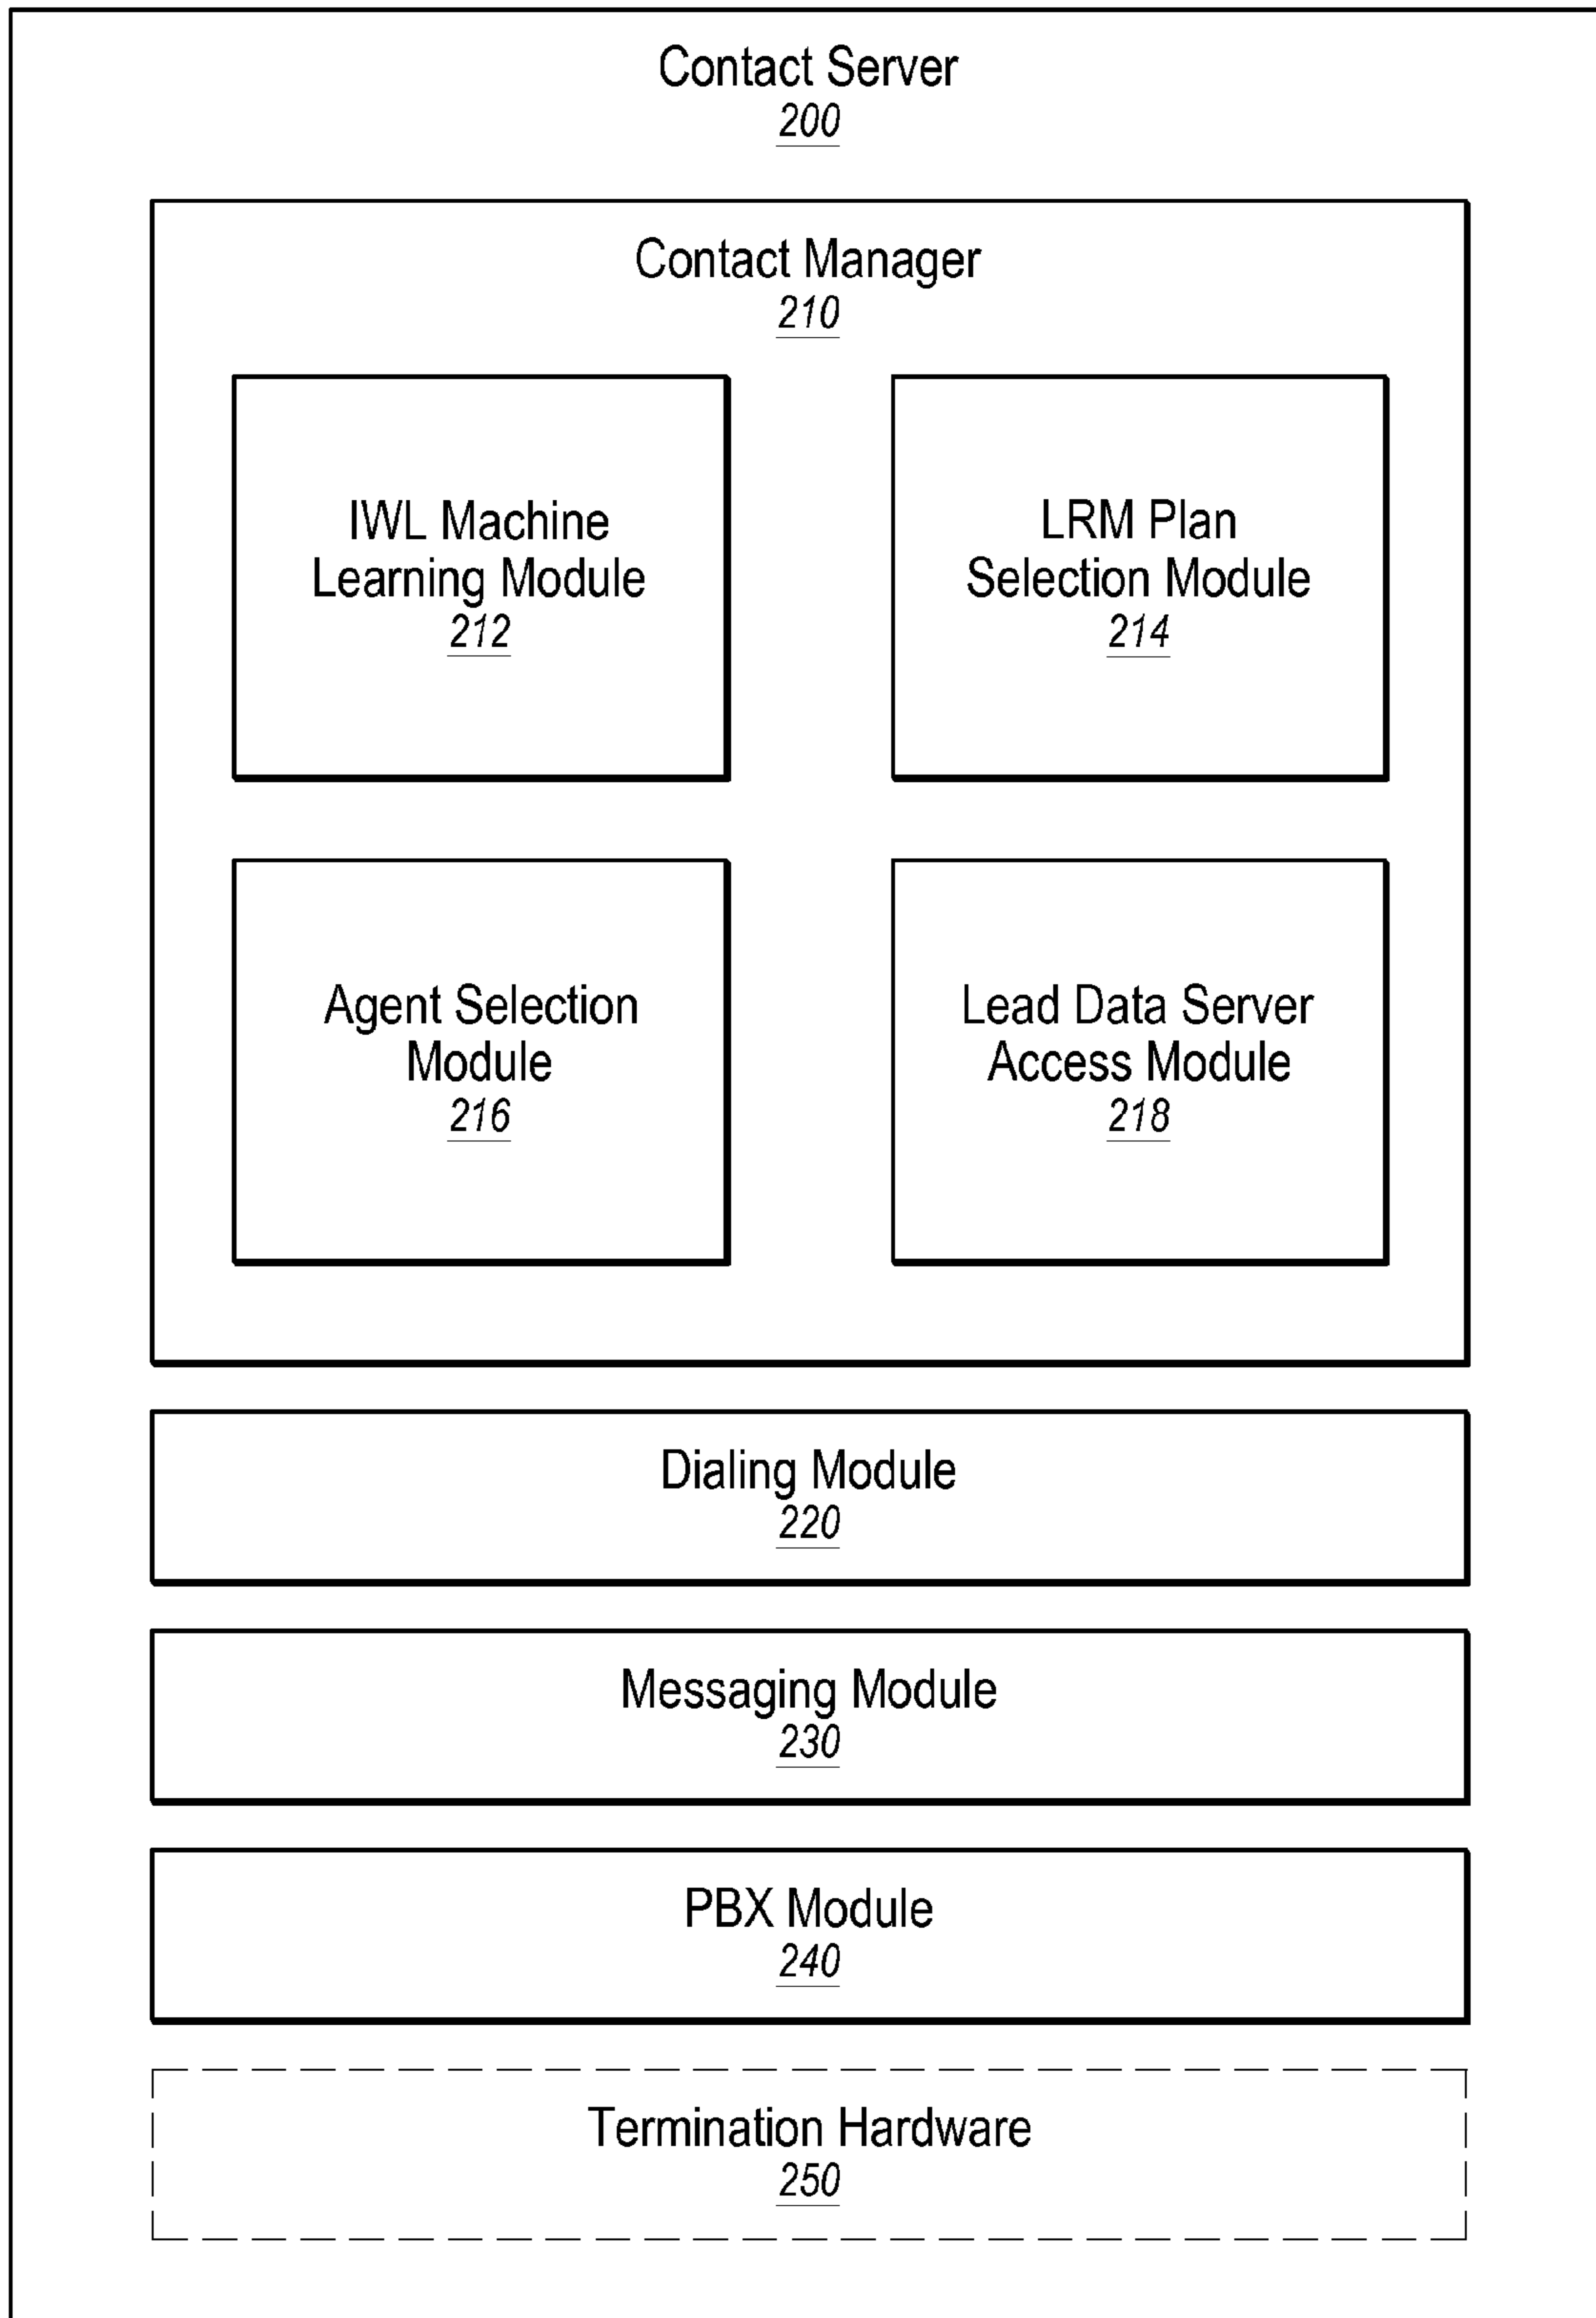 Contact Server
200
Contact Manager
210
IWL Machine
Learning Module
212
LRM Plan
Selection Module
214
Agent Selection
Module
216
Lead Data Server
Access Module
218
Dialing Module
220
Messaging Module
230
PBX Module
240
Termination Hardware
250